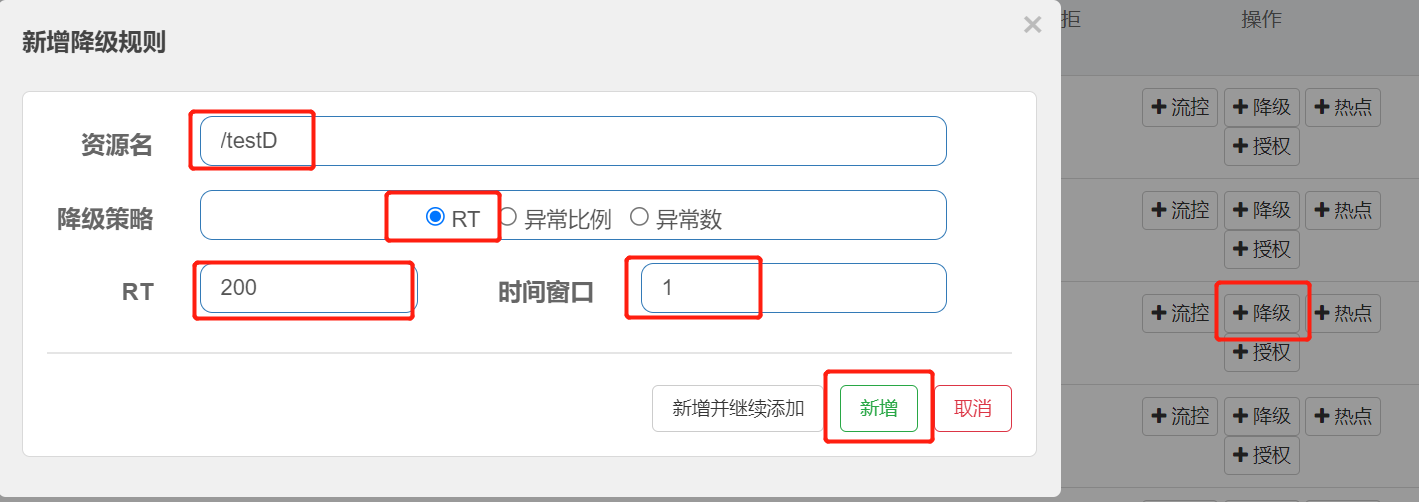 新增降级规则
×
资源名 /testD
降级策略 RT 异常比例 异常数
RT 200 时间窗口 1
新增并继续添加 新增 取消
拒 操作
+ 流控 + 降级 + 热点
+ 授权
+ 流控 + 降级 + 热点
+ 授权
+ 流控 + 降级 + 热点
+ 授权
+ 流控 + 降级 + 热点
+ 授权